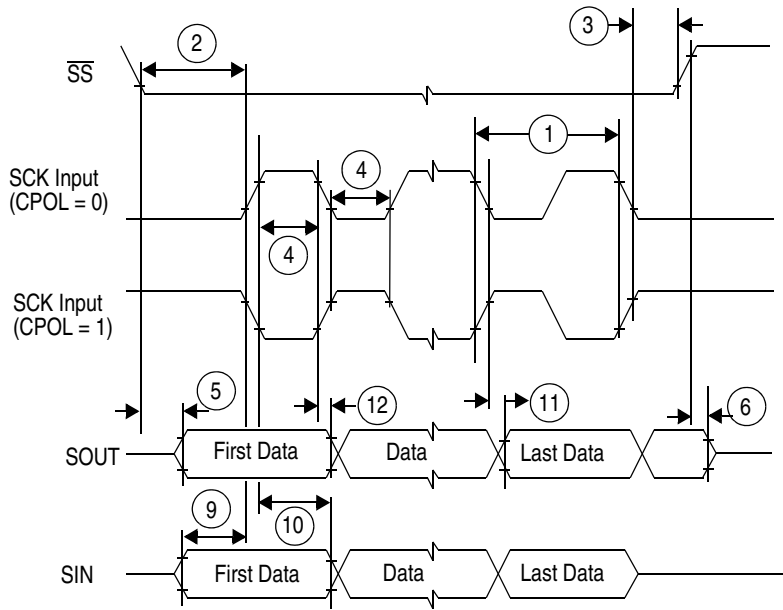 2
3
SS
1
SCK Input
(CPOL = 0)
4
4
SCK Input
(CPOL = 1)
5
12
11
6
SOUT
First Data
Data
Last Data
9
10
SIN
First Data
Data
Last Data